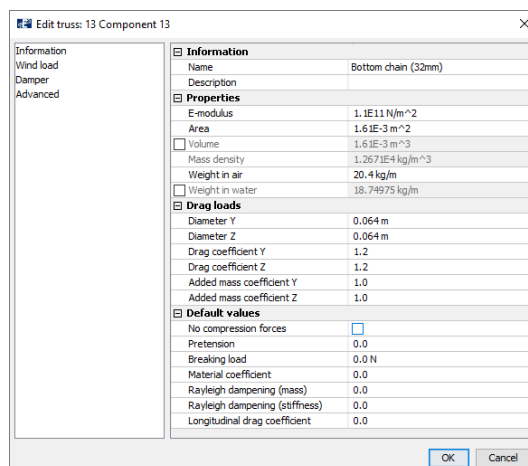 Edit truss: 13 Component 13
Information
Wind load
Damper
Advanced
Information
Name Bottom chain (32mm)
Description
Properties
E-modulus 1.1E11 N/m^2
Area 1.61E-3 m^2
Volume 1.61E-3 m^3
Mass density 1.2671E4 kg/m^3
Weight in air 20.4 kg/m
Weight in water 18.74975 kg/m
Drag loads
Diameter Y 0.064 m
Diameter Z 0.064 m
Drag coefficient Y 1.2
Drag coefficient Z 1.2
Added mass coefficient Y 1.0
Added mass coefficient Z 1.0
Default values
No compression forces
Pretension 0.0
Breaking load 0.0 N
Material coefficient 0.0
Rayleigh dampening (mass) 0.0
Rayleigh dampening (stiffness) 0.0
Longitudinal drag coefficient 0.0
OK Cancel